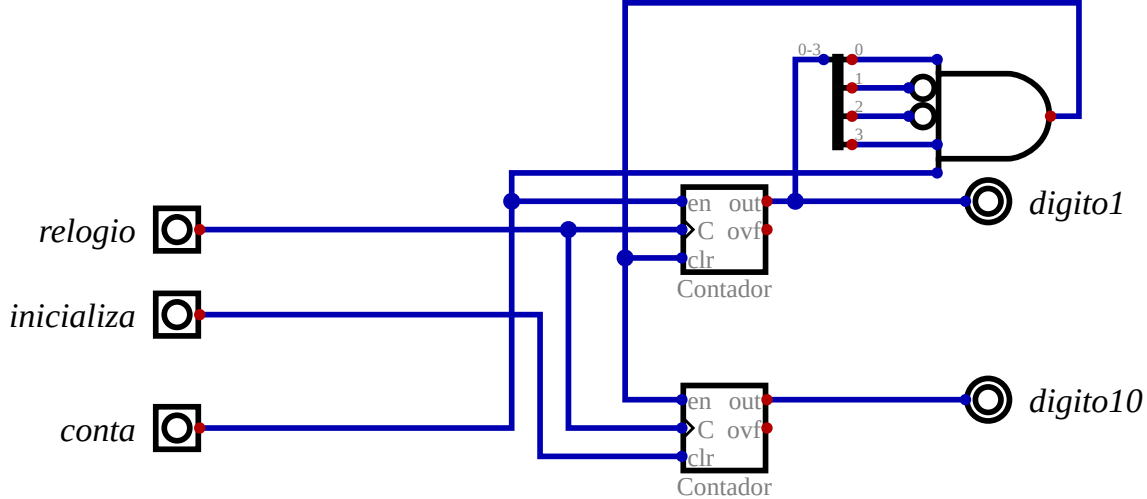 0-3 0
1
2
3
relogio
en out
C ovf
clr
Contador
digito1
inicializa
conta
en out
C ovf
clr
Contador
digito10